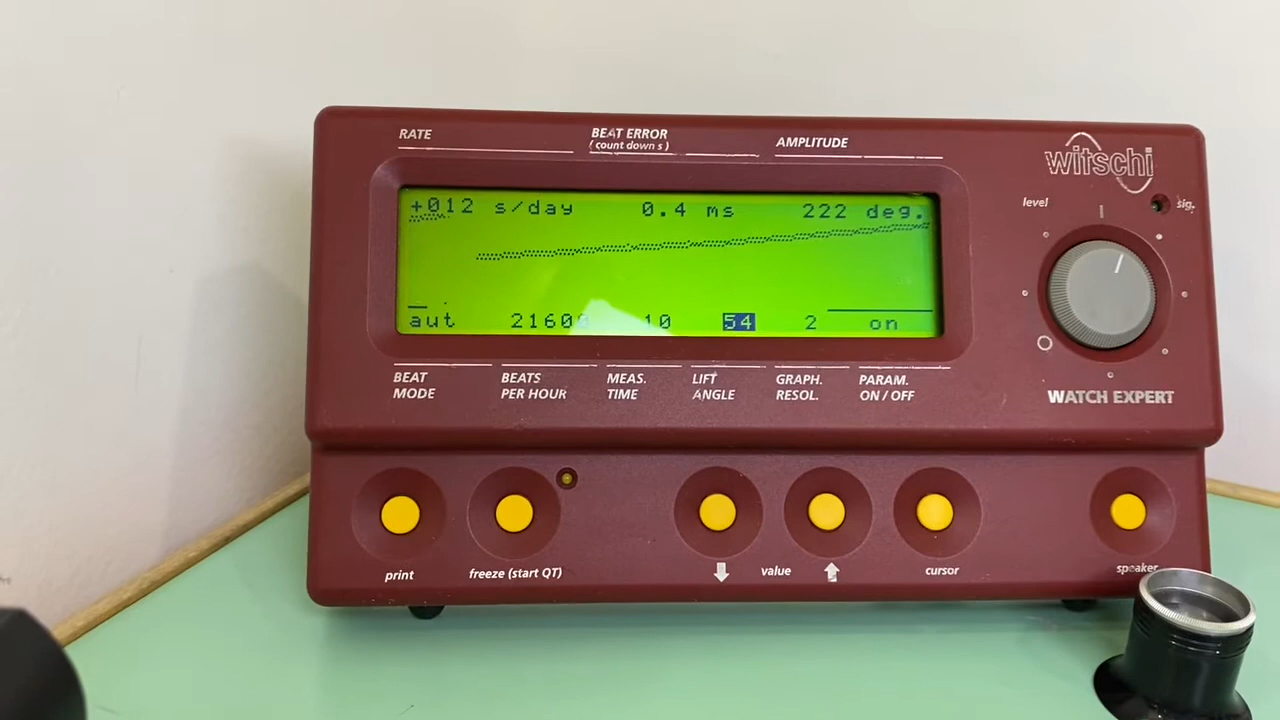 RATE
BEAT ERROR
(count down s)
AMPLITUDE
witschi
level
sig.
+012 s/day 0.4 ms 222 deg.
aut 21600 10 54 2 on
BEAT MODE
BEATS PER HOUR
MEAS. TIME
LIFT ANGLE
GRAPH. RESOL.
PARAM. ON / OFF
WATCH EXPERT
print
freeze (start QT)
value
cursor
speaker